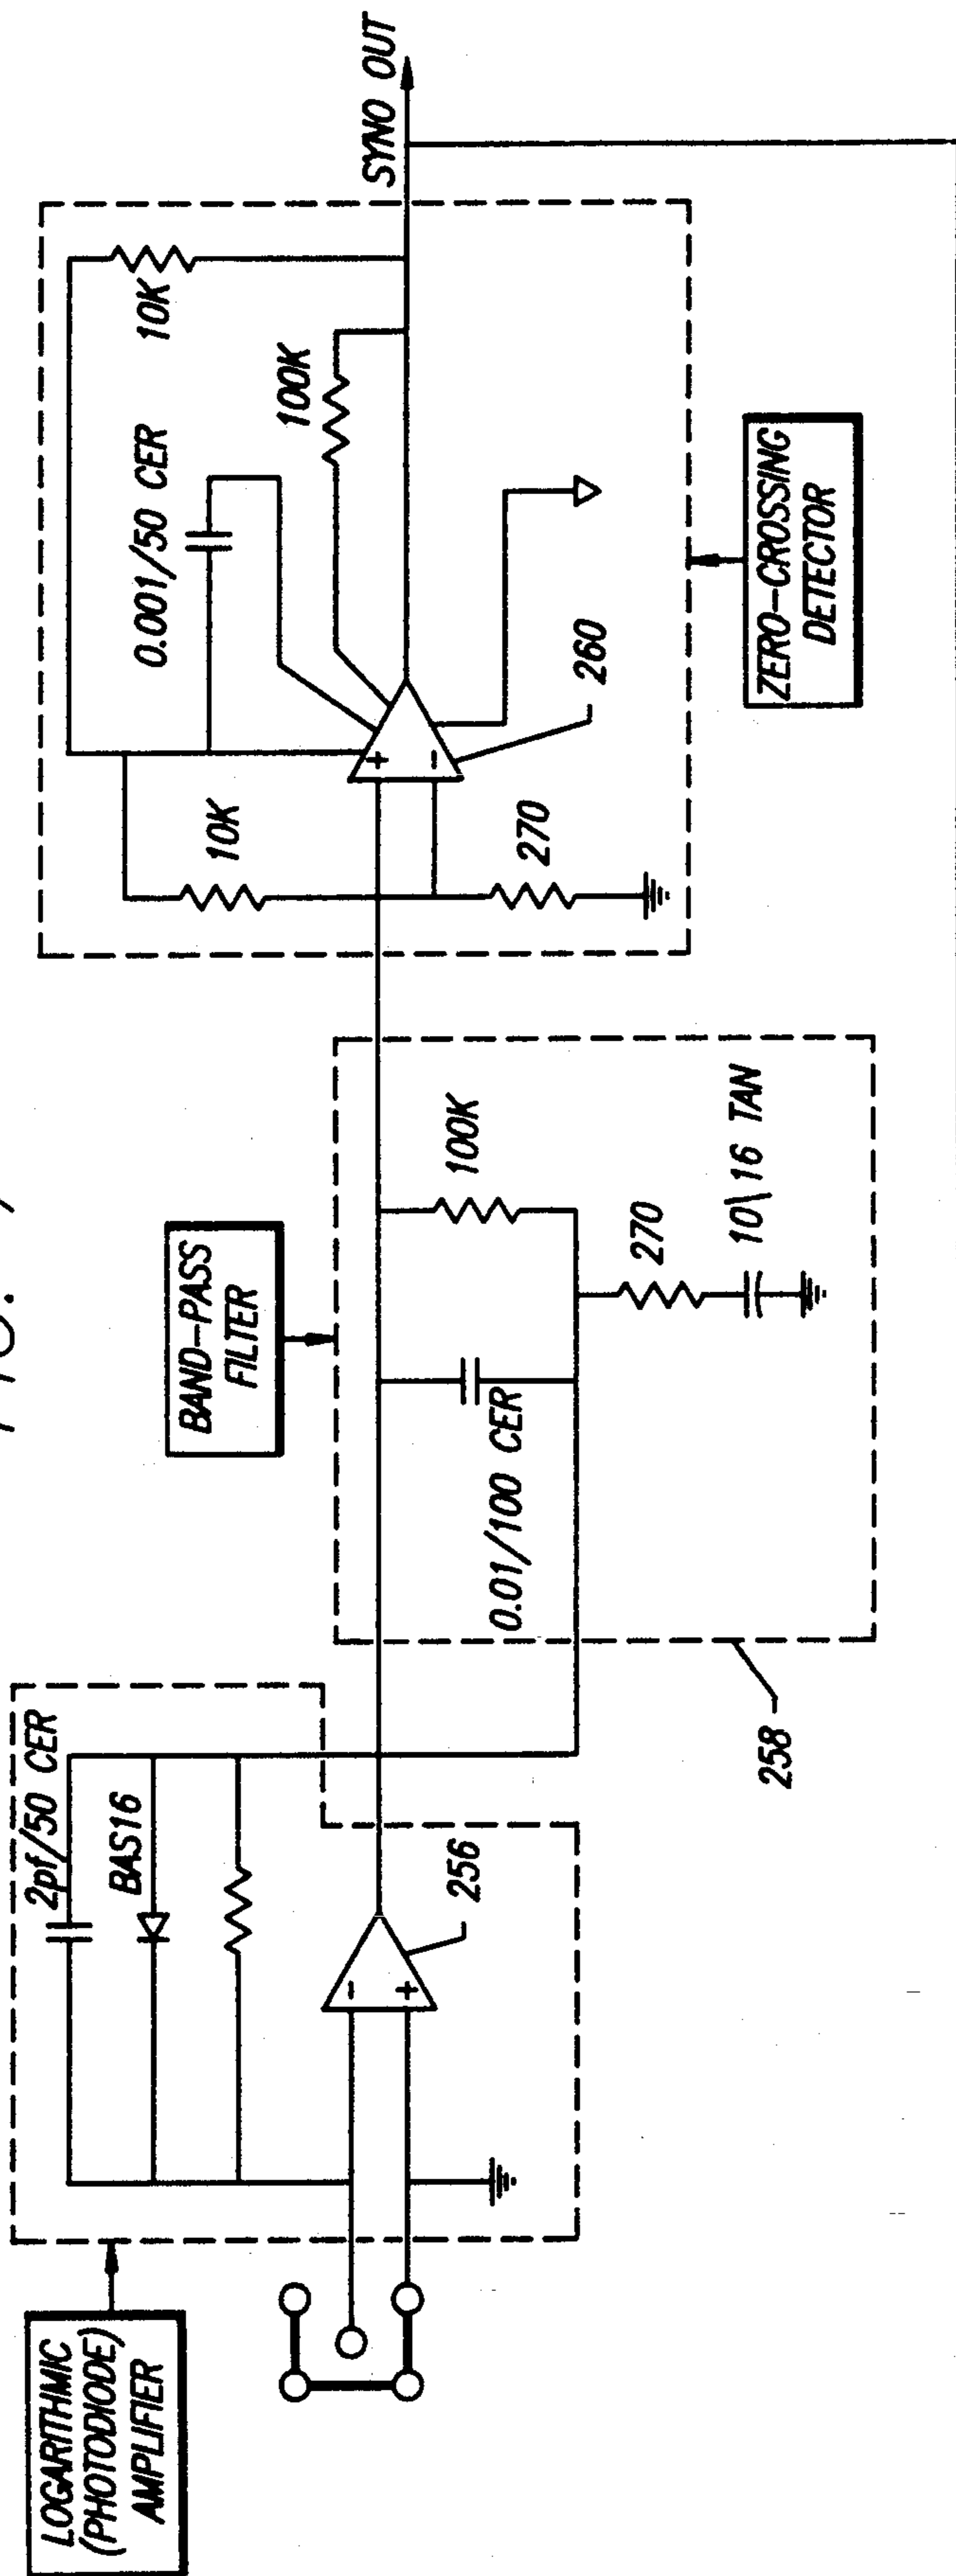 LOGARITHMIC
(PHOTODIODE)
AMPLIFIER
2pf/50 CER
BAS16
-
+
256
BAND-PASS
FILTER
0.01/100 CER
100K
270
10\16 TAN
258
10K
0.001/50 CER
100K
10K
+
-
270
260
ZERO-CROSSING
DETECTOR
SYNO OUT